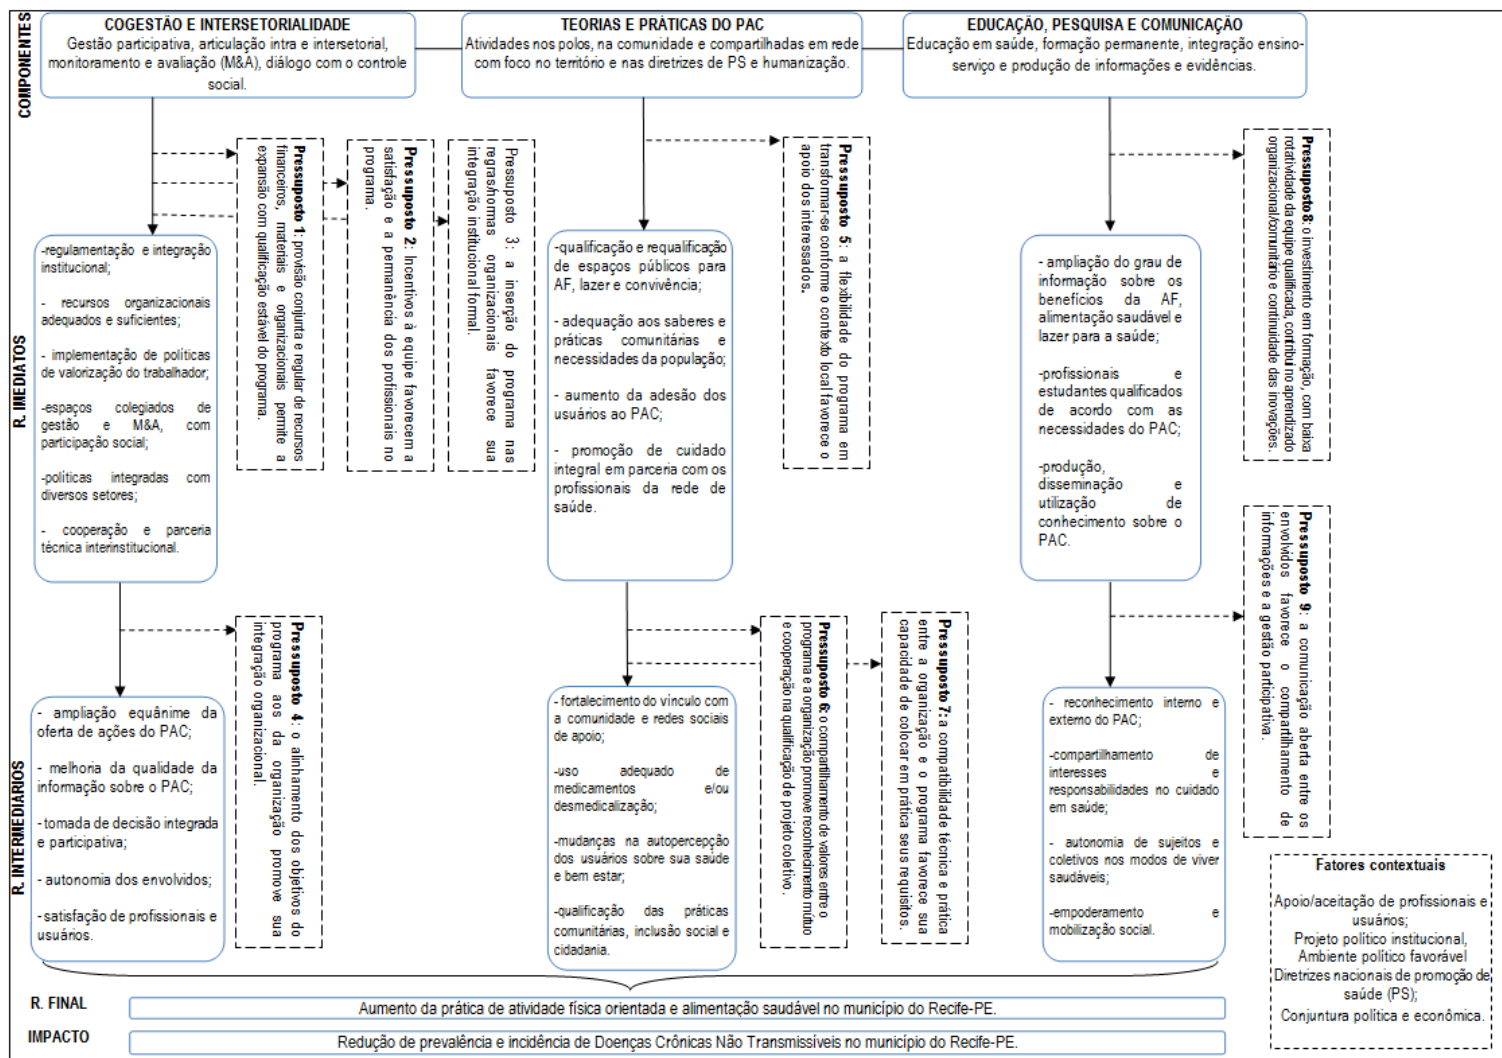 COMPONENTES
COGESTÃO E INTERSETORIALIDADE
Gestão participativa, articulação intra e intersetorial,
monitoramento e avaliação (M&A), diálogo com o controle
social.
TEORIAS E PRÁTICAS DO PAC
Atividades nos polos, na comunidade e compartilhadas em rede
com foco no território e nas diretrizes de PS e humanização.
EDUCAÇÃO, PESQUISA E COMUNICAÇÃO
Educação em saúde, formação permanente, integração ensino-
serviço e produção de informações e evidências.
R. IMEDIATOS
-regulamentação e integração
institucional;
- recursos organizacionais
adequados e suficientes;
- implementação de políticas
de valorização do trabalhador;
-espaços colegiados de
gestão e M&A, com
participação social;
-políticas integradas com
diversos setores;
- cooperação e parceria
técnica interinstitucional.
Pressuposto 1: provisão conjunta e regular de recursos
financeiros, materiais e organizacionais permite a
expansão com qualificação estável do programa.
Pressuposto 2: Incentivos à equipe favorecem a
satisfação e a permanência dos profissionais no
programa.
Pressuposto 3: a inserção do programa nas
regras/normas organizacionais favorece sua
integração institucional formal.
-qualificação e requalificação
de espaços públicos para
AF, lazer e convivência;
- adequação aos saberes e
práticas comunitárias e
necessidades da população;
- aumento da adesão dos
usuários ao PAC;
- promoção de cuidado
integral em parceria com os
profissionais da rede de
saúde.
Pressuposto 5: a flexibilidade do programa em
transformar-se conforme o contexto local favorece o
apoio dos interessados.
- ampliação do grau de
informação sobre os
benefícios da AF,
alimentação saudável e
lazer para a saúde;
-profissionais e
estudantes qualificados
de acordo com as
necessidades do PAC;
-produção,
disseminação e
utilização de
conhecimento sobre o
PAC.
Pressuposto8: o investimento em formação, com baixa
rotatividade da equipe qualificada, contribui no aprendizado
organizacional/comunitário e continuidade das inovações.
R. INTERMEDIÁRIOS
- ampliação equânime da
oferta de ações do PAC;
- melhoria da qualidade da
informação sobre o PAC;
- tomada de decisão integrada
e participativa;
- autonomia dos envolvidos;
-satisfação de profissionais e
usuários.
Pressuposto 4: o alinhamento dos objetivos do
programa aos da organização promove sua
integração organizacional.
-fortalecimento do vínculo com
a comunidade e redes sociais
de apoio;
-uso adequado de
medicamentos e/ou
desmedicalização;
-mudanças na autopercepção
dos usuários sobre sua saúde
e bem estar;
-qualificação das práticas
comunitárias, inclusão social e
cidadania.
Pressuposto 6: o compartilhamento de valores entre o
programa e a organização promove reconhecimento mútuo
e cooperação na qualificação de projeto coletivo.
Pressuposto 7: a compatibilidade técnica e prática
entre a organização e o programa favorece sua
capacidade de colocar em prática seus requisitos.
- reconhecimento interno e
externo do PAC;
-compartilhamento de
interesses e
responsabilidades no cuidado
em saúde;
- autonomia de sujeitos e
coletivos nos modos de viver
saudáveis;
-empoderamento e
mobilização social.
Pressuposto 9: a comunicação aberta entre os
envolvidos favorece o compartilhamento de
informações e a gestão participativa.
Fatores contextuais
Apoio/aceitação de profissionais e
usuários;
Projeto político institucional,
Ambiente político favorável
Diretrizes nacionais de promoção de
saúde (PS);
Conjuntura política e econômica.
R. FINAL
Aumento da prática de atividade física orientada e alimentação saudável no município do Recife-PE.
IMPACTO
Redução de prevalência e incidência de Doenças Crônicas Não Transmissíveis no município do Recife-PE.